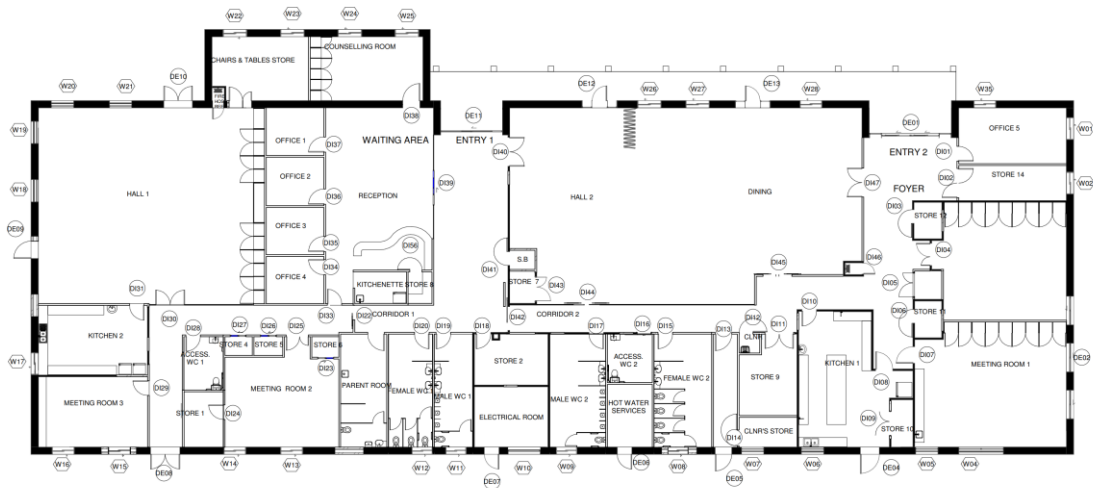 W22
W23
W24
W25
COUNSELLING ROOM
CHAIRS & TABLES STORE
DE10
DE12
DE13
W20
W21
W26
W27
W28
W35
DI38
DE11
DE01
W19
W01
OFFICE 5
OFFICE 1
DI37
WAITING AREA
ENTRY 1
DI40
ENTRY 2
DI01
OFFICE 2
STORE 14
DI02
W18
HALL 1
DI36
RECEPTION
DI39
HALL 2
DINING
DI47
FOYER
W02
DI03
STORE 12
OFFICE 3
DI35
DE09
DI56
DI04
S.B
OFFICE 4
DI34
DI41
DI45
DI46
KITCHENETTE
STORE 8
STORE 7
DI43
DI05
DI31
DI44
DI10
DI06
STORE 11
DI30
DI33
DI22
CORRIDOR 1
DI42
CORRIDOR 2
DI12
DI11
KITCHEN 2
DI28
DI27
DI26
DI25
DI20
DI19
DI18
DI17
DI16
DI15
DI13
CLNR
STORE 4
STORE 5
STORE 6
ACCESS.
WC 1
STORE 2
ACCESS.
WC 2
DI07
DE02
W17
DI23
KITCHEN 1
MEETING ROOM 1
MEETING ROOM 3
DI29
MEETING ROOM 2
PARENT ROOM
FEMALE WC 1
MALE WC 1
FEMALE WC 2
STORE 9
DI08
STORE 1
DI24
ELECTRICAL ROOM
MALE WC 2
HOT WATER
SERVICES
DI09
STORE 10
CLNR'S STORE
DI14
W16
W15
DE08
W14
W13
W12
W11
DE07
W10
W09
DE06
W08
DE05
W07
W06
DE04
W05
W04